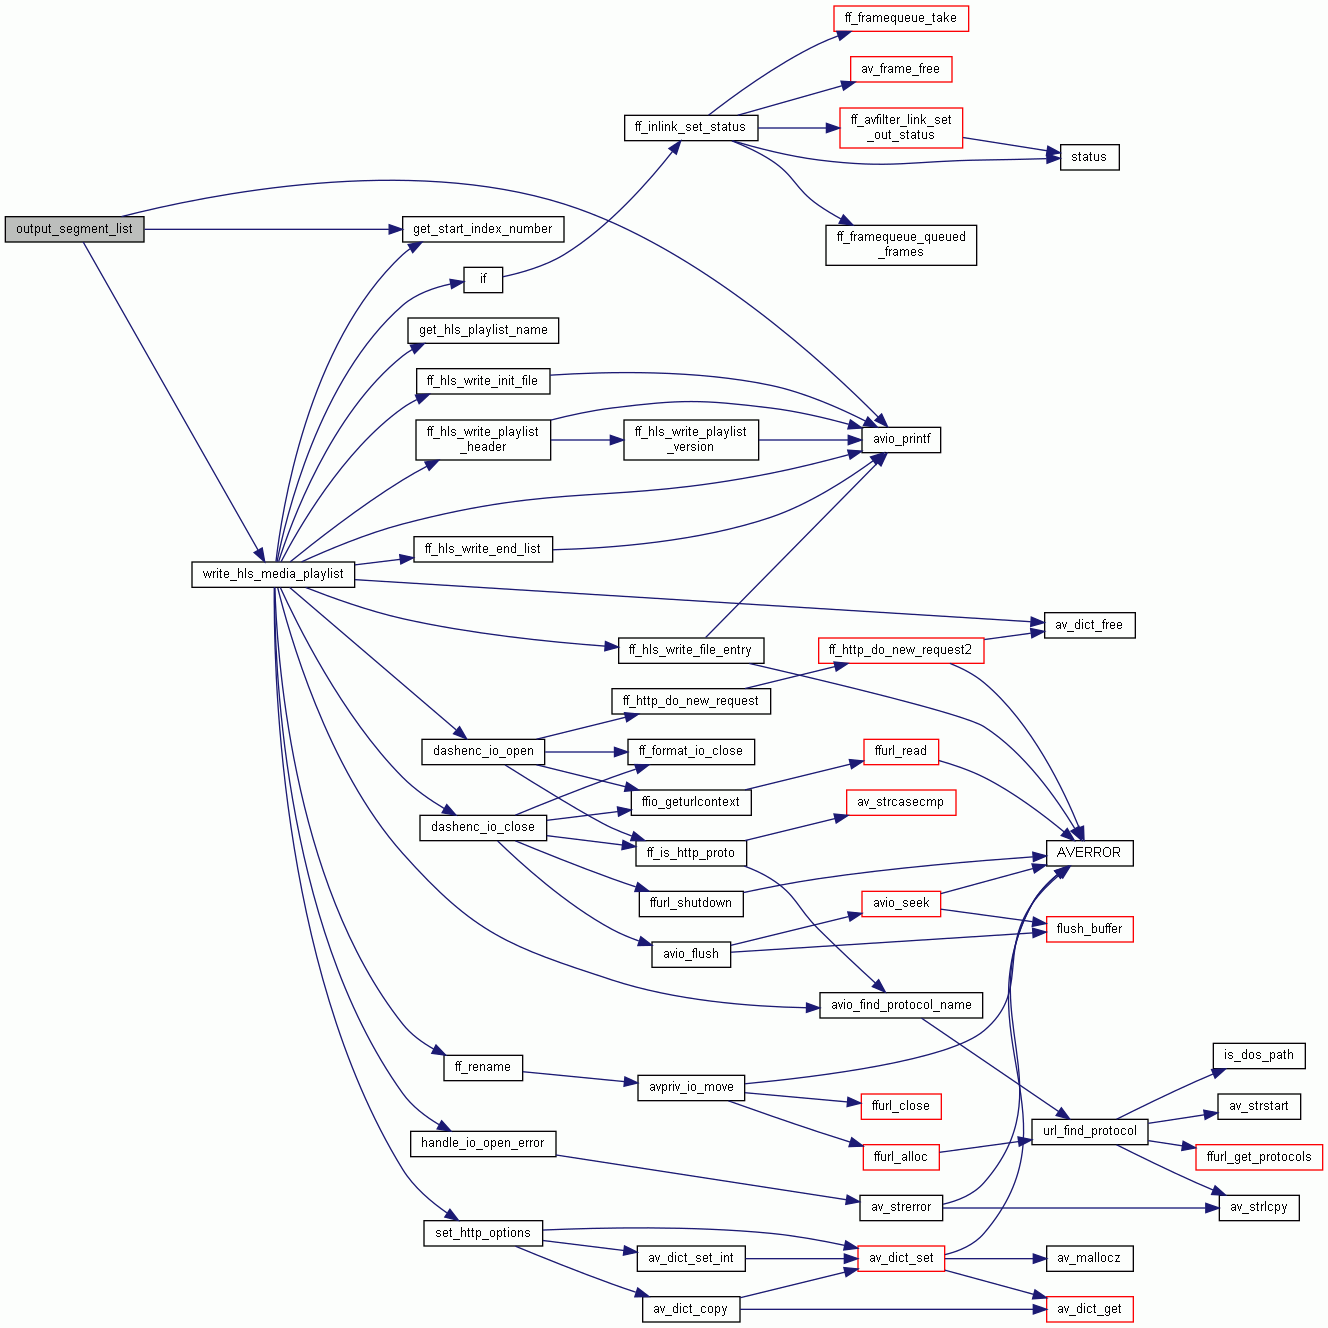 ff_framequeue_take
av_frame_free
ff_inlink_set_status
ff_avfilter_link_set
_out_status
status
output_segment_list
get_start_index_number
ff_framequeue_queued
_frames
if
get_hls_playlist_name
ff_hls_write_init_file
ff_hls_write_playlist
_header
ff_hls_write_playlist
_version
avio_printf
ff_hls_write_end_list
write_hls_media_playlist
av_dict_free
ff_hls_write_file_entry
ff_http_do_new_request2
ff_http_do_new_request
dashenc_io_open
ff_format_io_close
ffurl_read
ffio_geturlcontext
av_strcasecmp
dashenc_io_close
ff_is_http_proto
AVERROR
ffurl_shutdown
avio_seek
flush_buffer
avio_flush
avio_find_protocol_name
is_dos_path
ff_rename
avpriv_io_move
ffurl_close
av_strstart
handle_io_open_error
url_find_protocol
ffurl_alloc
ffurl_get_protocols
av_strerror
av_strlcpy
set_http_options
av_dict_set_int
av_dict_set
av_mallocz
av_dict_copy
av_dict_get